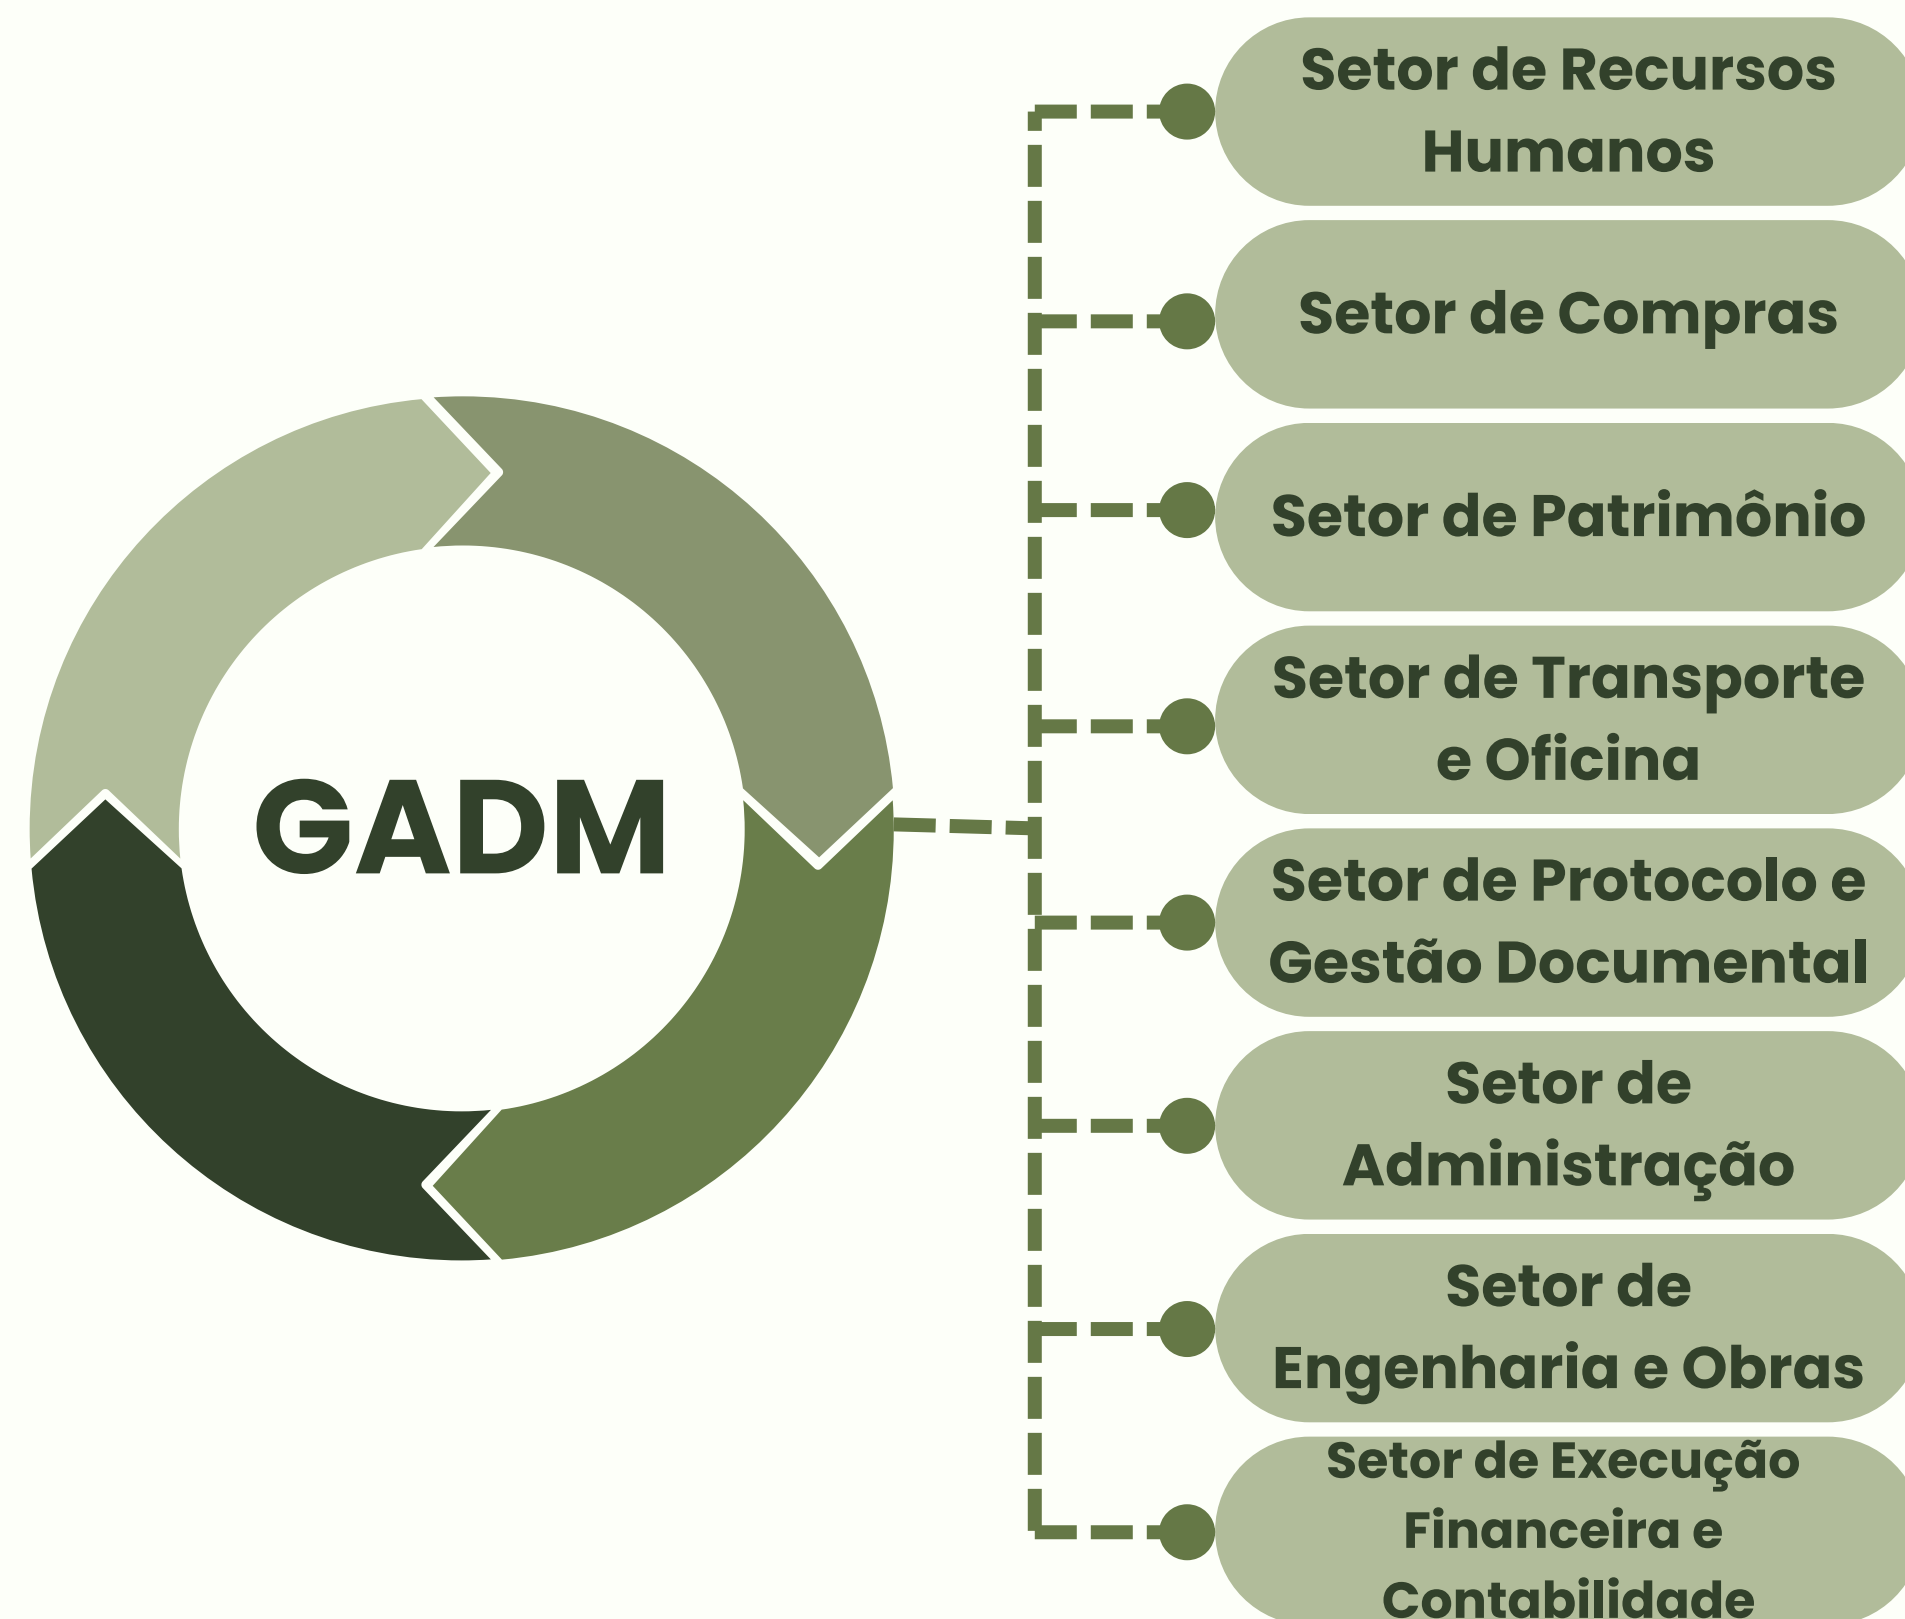 GADM
Setor de Recursos
Humanos
Setor de Compras
Setor de Patrimônio
Setor de Transporte
e Oficina
Setor de Protocolo e
Gestão Documental
Setor de
Administração
Setor de
Engenharia e Obras
Setor de Execução
Financeira e
Contabilidade